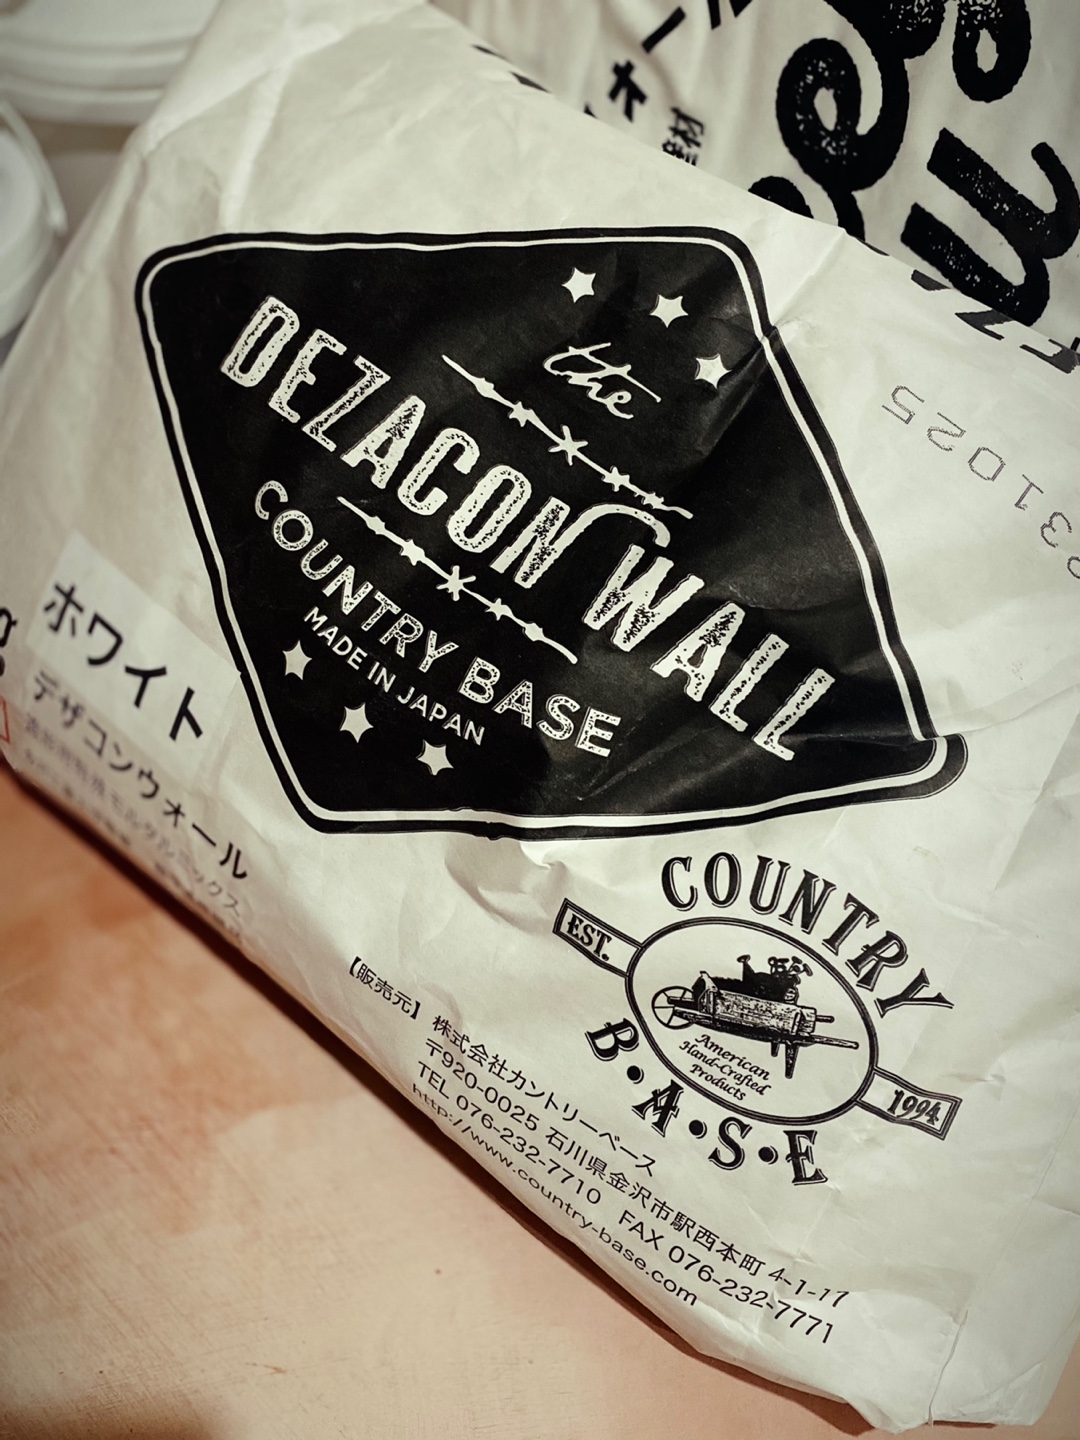 the
DEZACON WALL
COUNTRY BASE
MADE IN JAPAN
ホワイト
デザコンウォール
COUNTRY
EST.
1994
American
Hand-Crafted
Products
B•A•S•E
【販売元】
株式会社カントリーベース
〒920-0025 石川県金沢市駅西本町 4-1-17
TEL 076-232-7710 FAX 076-232-7771
http://www.country-base.com